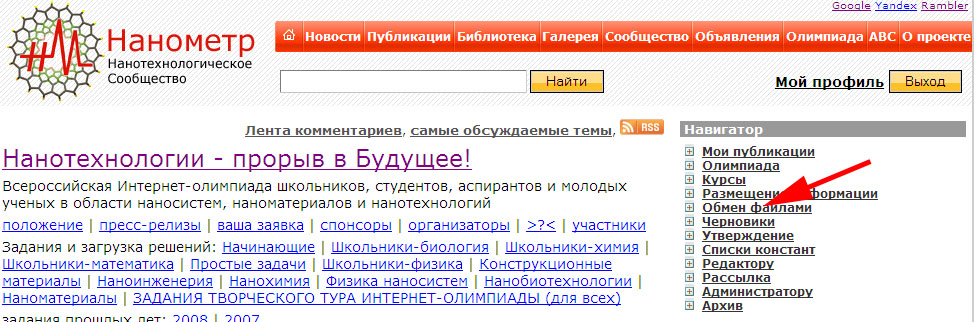 Google Yandex Rambler
Нанометр
Нанотехнологическое
Сообщество
Новости Публикации Библиотека Галерея Сообщество Объявления Олимпиада ABC О проекте
Найти
Мой профиль Выход
Лента комментариев, самые обсуждаемые темы, RSS
Нанотехнологии - прорыв в Будущее!
Всероссийская Интернет-олимпиада школьников, студентов, аспирантов и молодых
ученых в области наносистем, наноматериалов и нанотехнологий
положение | пресс-релизы | ваша заявка | спонсоры | организаторы | >?< | участники
Задания и загрузка решений: Начинающие | Школьники-биология | Школьники-химия |
Школьники-математика | Простые задачи | Школьники-физика | Конструкционные
материалы | Наноинженерия | Нанохимия | Физика наносистем | Нанобиотехнологии |
Наноматериалы | ЗАДАНИЯ ТВОРЧЕСКОГО ТУРА ИНТЕРНЕТ-ОЛИМПИАДЫ (для всех)
задания прошлых лет: 2008 | 2007
Навигатор
Мои публикации
Олимпиада
Курсы
Размещение информации
Обмен файлами
Черновики
Утверждение
Списки констант
Редактору
Рассылка
Администратору
Архив